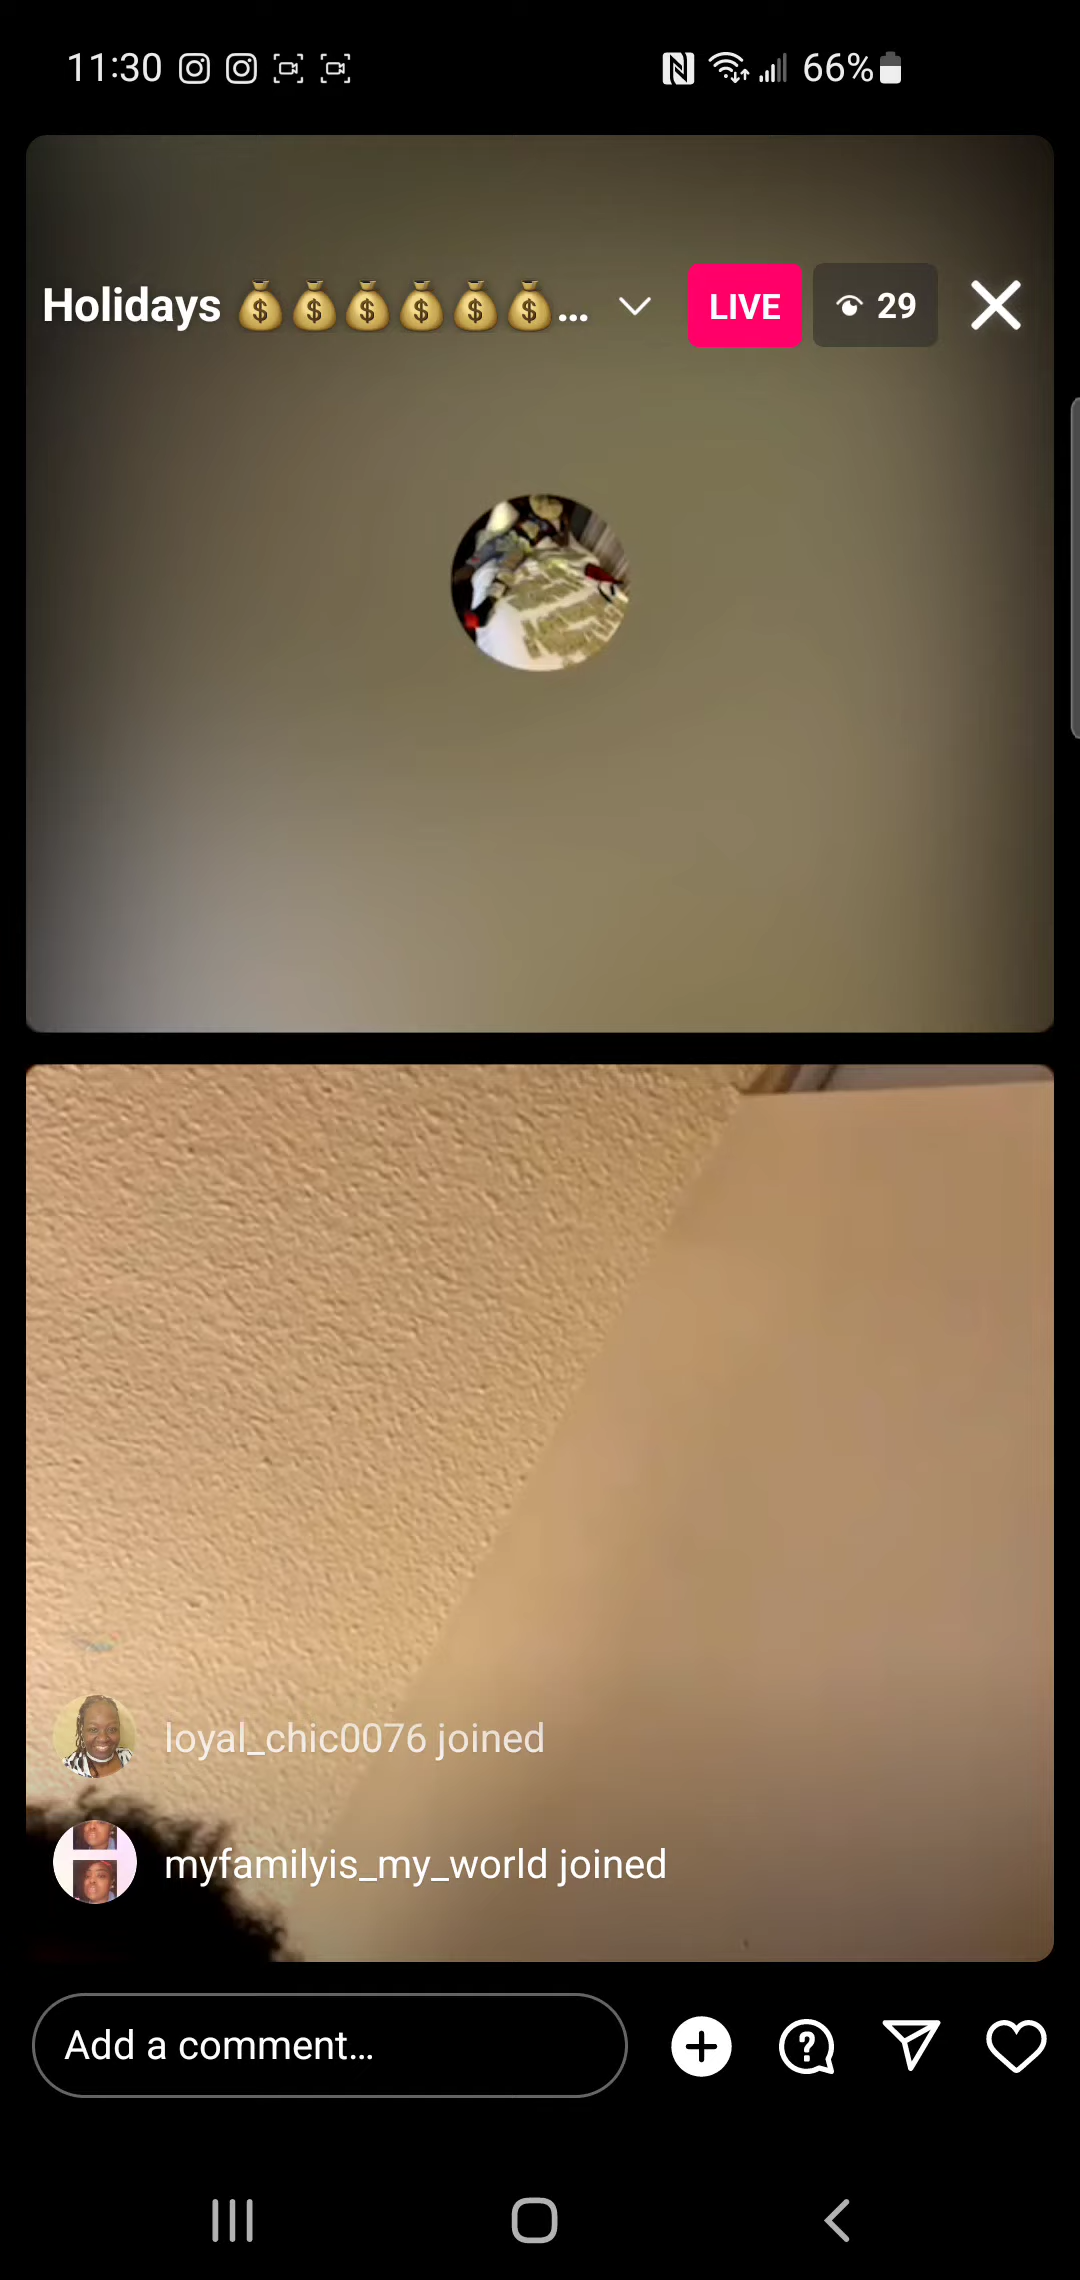 11:30 66%
Holidays 💰💰💰💰💰💰... LIVE 29
loyal_chic0076 joined
myfamilyis_my_world joined
Add a comment...